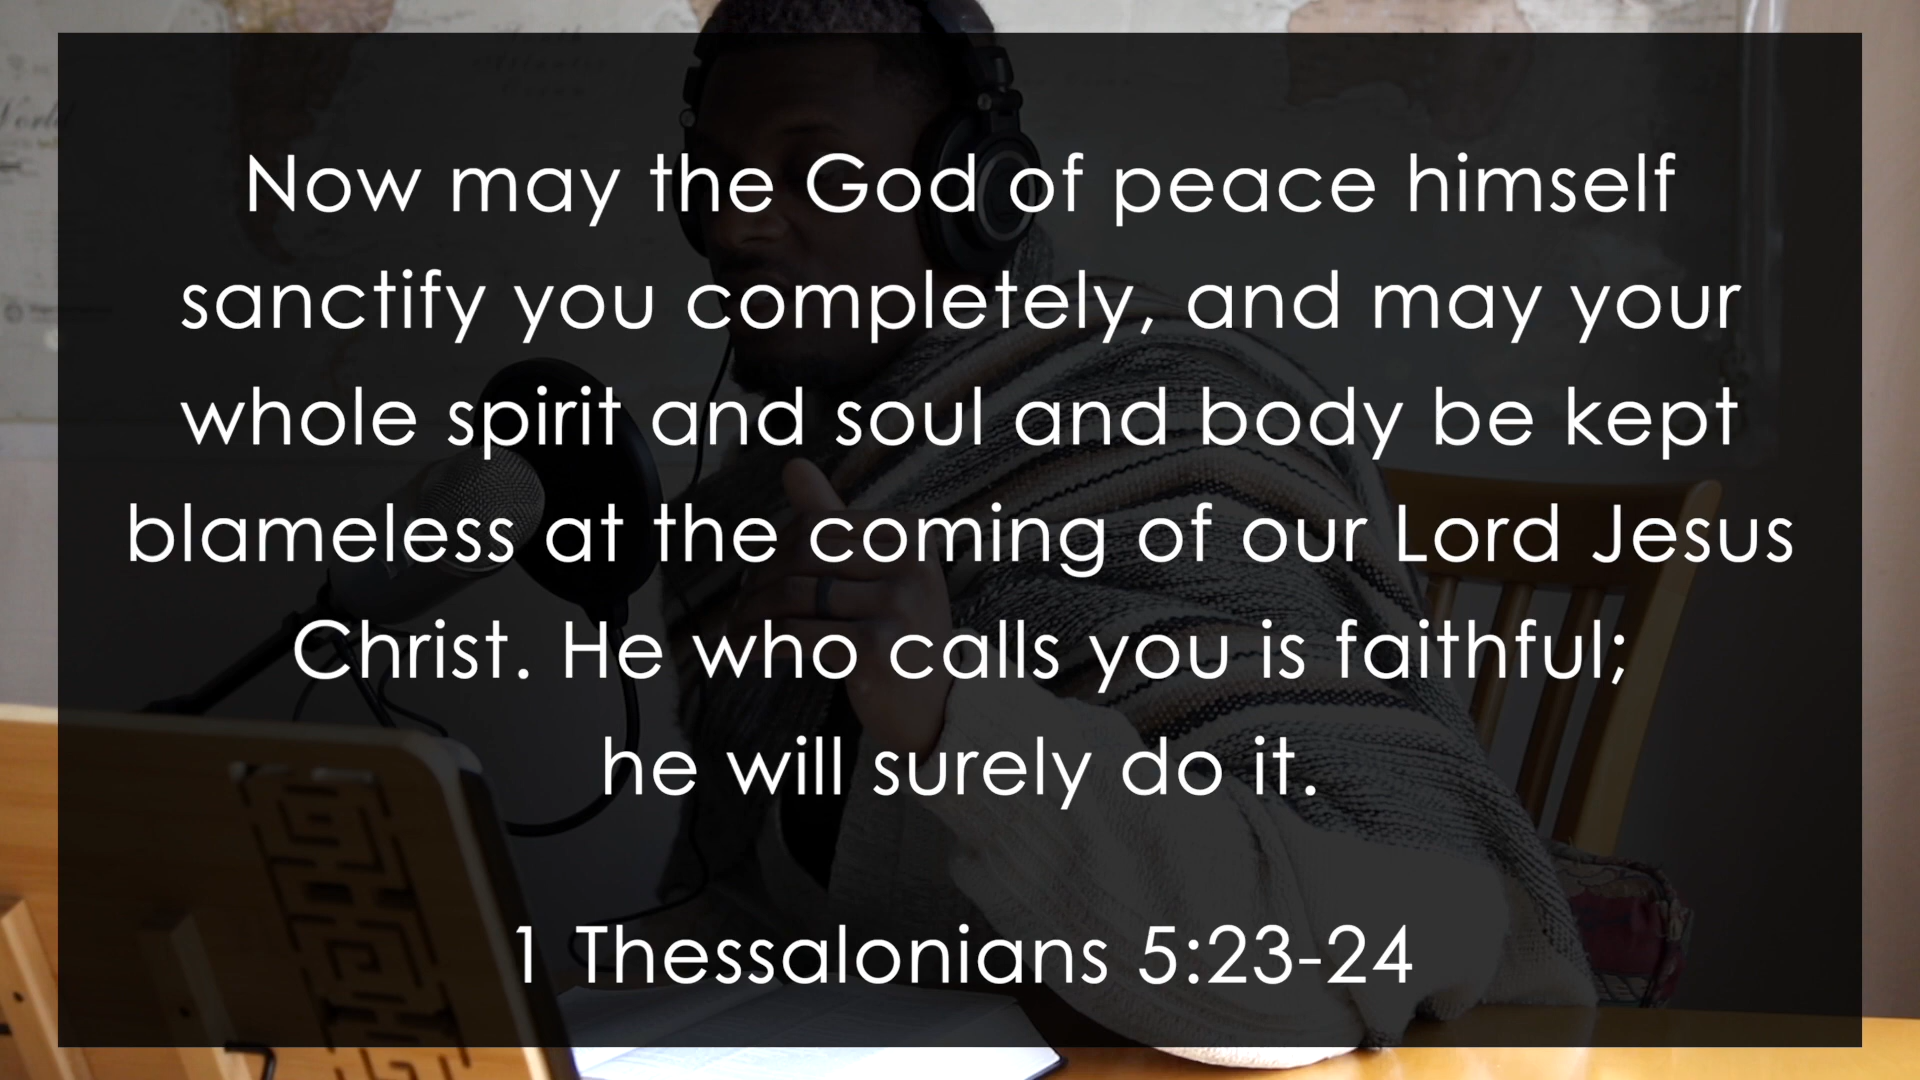 Now may the God of peace himself
sanctify you completely, and may your
whole spirit and soul and body be kept
blameless at the coming of our Lord Jesus
Christ. He who calls you is faithful;
he will surely do it.
1 Thessalonians 5:23-24
World